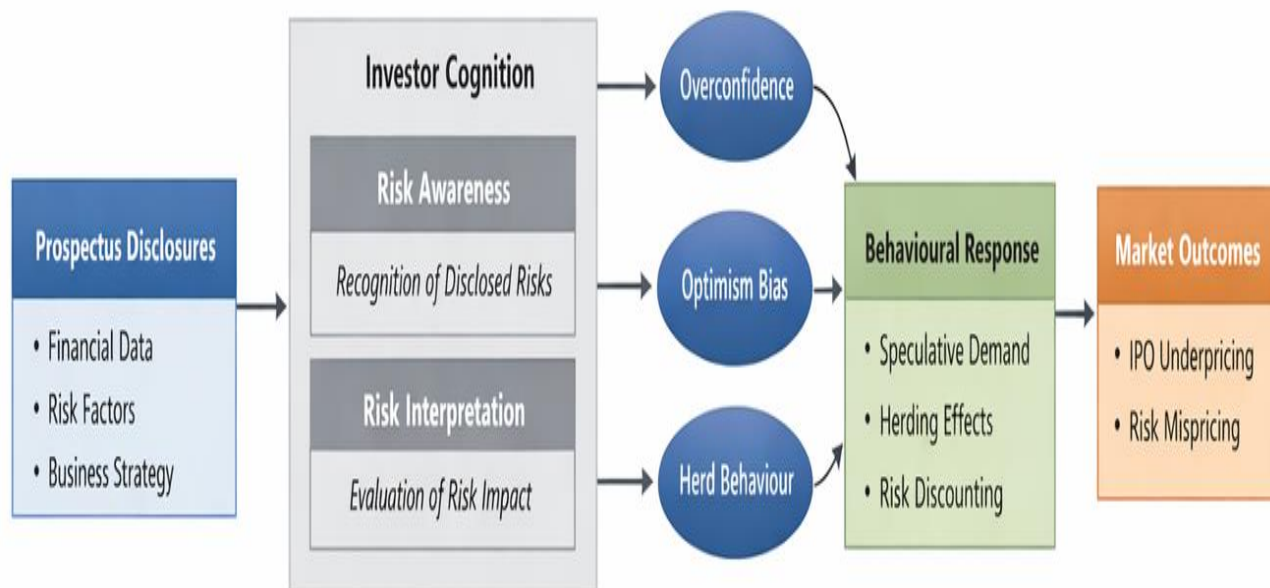 Prospectus Disclosures
• Financial Data
• Risk Factors
• Business Strategy
Investor Cognition
Risk Awareness
Recognition of Disclosed Risks
Risk Interpretation
Evaluation of Risk Impact
Overconfidence
Optimism Bias
Herd Behaviour
Behavioural Response
• Speculative Demand
• Herding Effects
• Risk Discounting
Market Outcomes
• IPO Underpricing
• Risk Mispricing